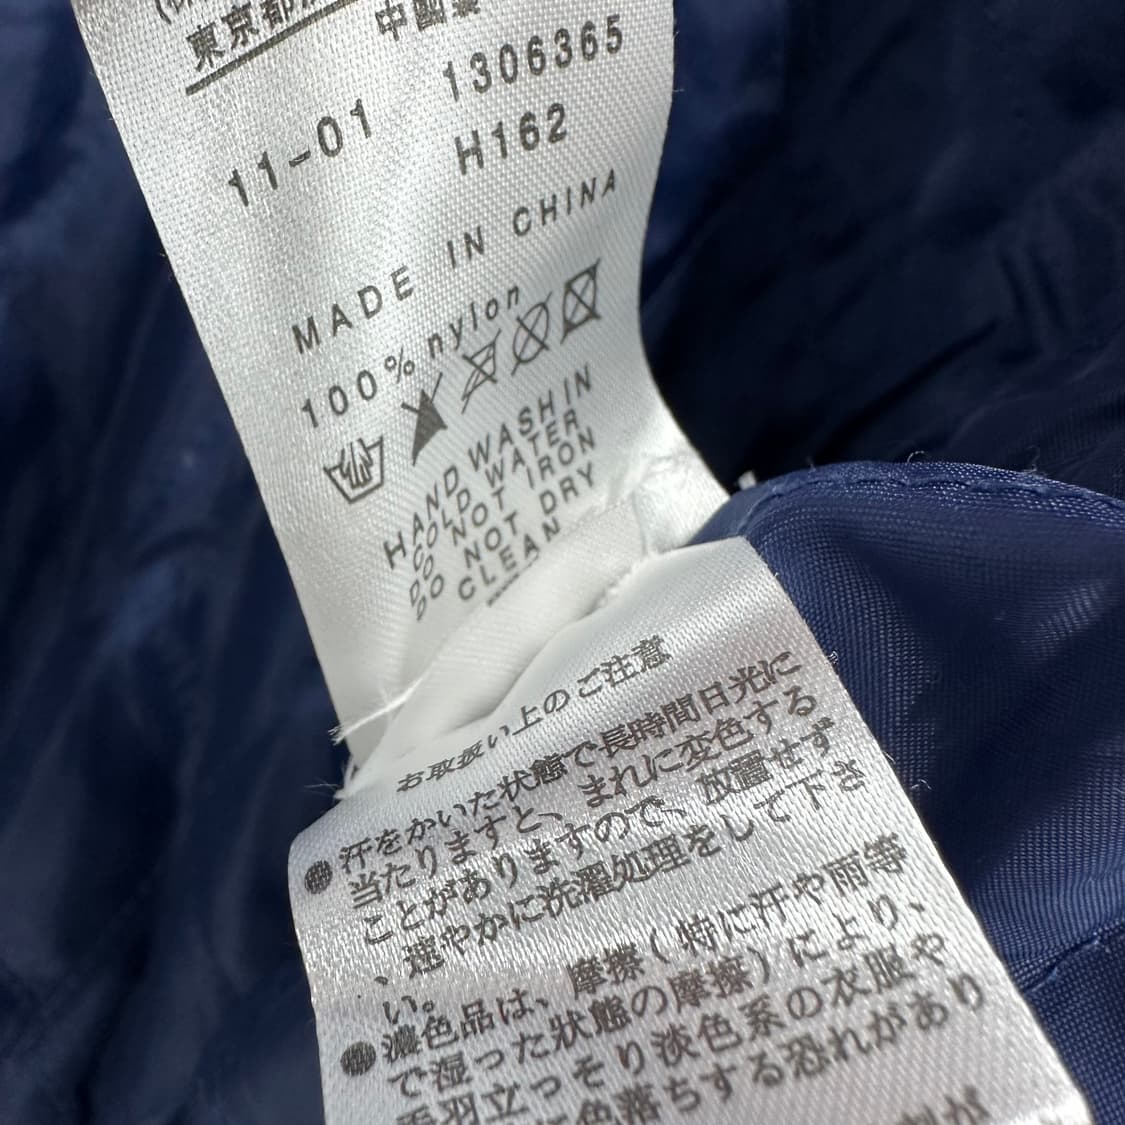 東京都
中國製
11-01
1306365
H162
MADE IN CHINA
100% nylon
HAND WASH IN
COLD WATER
DO NOT IRON
DO NOT DRY
CLEAN
お取扱い上のご注意
●汗をかいた状態で長時間日光に
当たりますと、まれに変色する
ことがありますので、放置せず
、速やかに洗濯処理をして下さ
い。
●濃色品は、摩擦(特に汗や雨等
で湿った状態の摩擦)により、
羽立っそり淡色系の衣服や
色落ちする恐れがあり
が